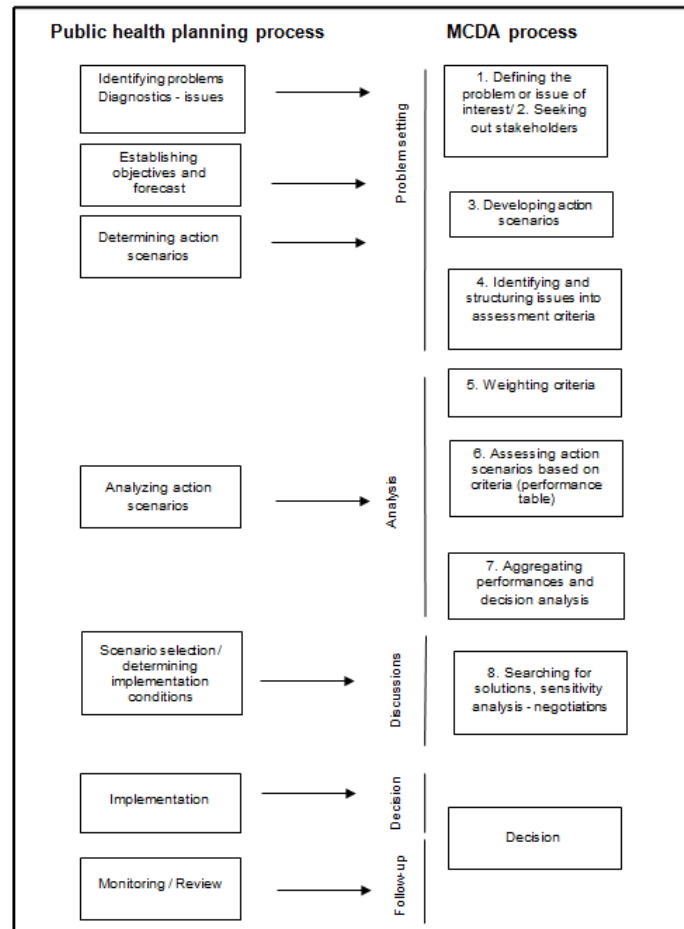 Public health planning process
MCDA process
Identifying problems
Diagnostics - issues
1. Defining the
problem or issue of
interest/ 2. Seeking
out stakeholders
Problem setting
Establishing
objectives and
forecast
3. Developing action
scenarios
Determining action
scenarios
4. Identifying and
structuring issues into
assessment criteria
5. Weighting criteria
Analyzing action
scenarios
Analysis
6. Assessing action
scenarios based on
criteria (performance
table)
7. Aggregating
performances and
decision analysis
Scenario selection /
determining
implementation
conditions
Discussions
8. Searching for
solutions, sensitivity
analysis - negotiations
Implementation
Decision
Decision
Monitoring / Review
Follow-up